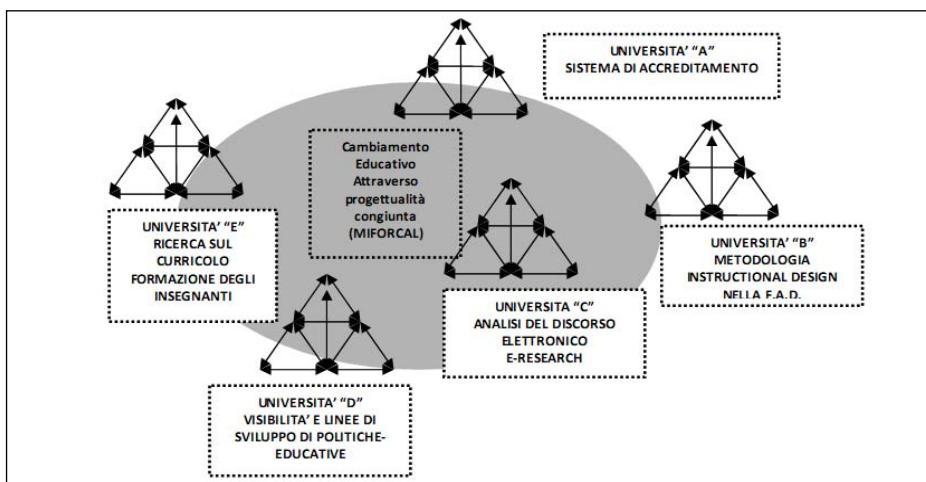 UNIVERSITA’ “A”
SISTEMA DI ACCREDITAMENTO
Cambiamento
Educativo
Attraverso
progettualità
congiunta
(MIFORCAL)
UNIVERSITA’ “E”
RICERCA SUL
CURRICOLO
FORMAZIONE DEGLI
INSEGNANTI
UNIVERSITA’ “B”
METODOLOGIA
INSTRUCTIONAL DESIGN
NELLA F.A.D.
UNIVERSITA “C”
ANALISI DEL DISCORSO
ELETTRONICO
E-RESEARCH
UNIVERSITA’ “D”
VISIBILITA’ E LINEE DI
SVILUPPO DI POLITICHE-
EDUCATIVE